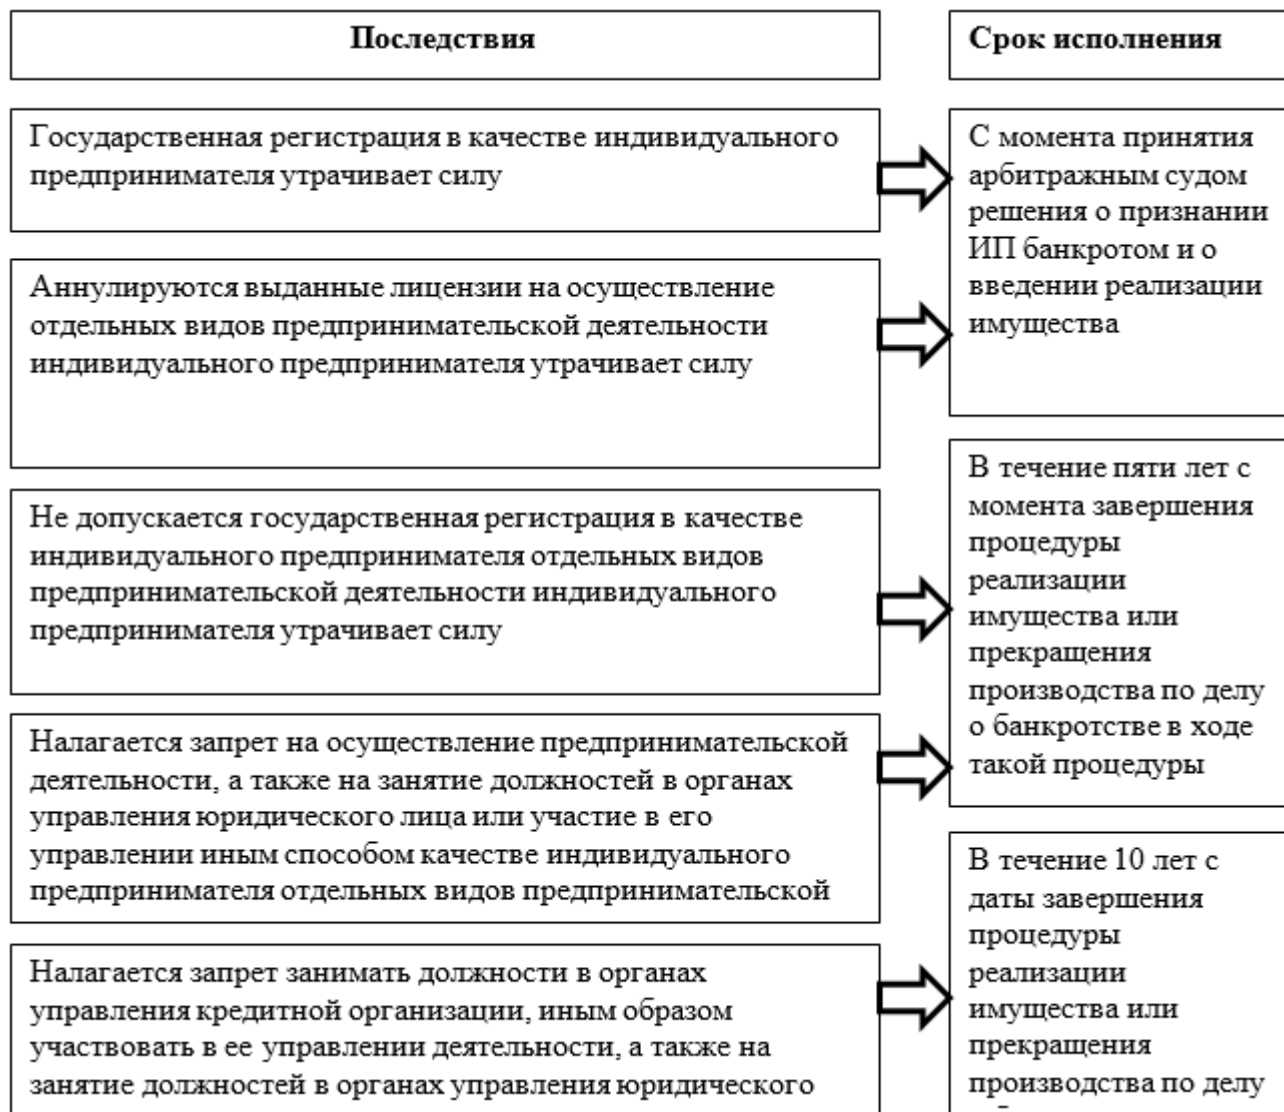 Последствия
Срок исполнения
Государственная регистрация в качестве индивидуального
предпринимателя утрачивает силу
Аннулируются выданные лицензии на осуществление
отдельных видов предпринимательской деятельности
индивидуального предпринимателя утрачивает силу
С момента принятия
арбитражным судом
решения о признании
ИП банкротом и о
введении реализации
имущества
Не допускается государственная регистрация в качестве
индивидуального предпринимателя отдельных видов
предпринимательской деятельности индивидуального
предпринимателя утрачивает силу
Налагается запрет на осуществление предпринимательской
деятельности, а также на занятие должностей в органах
управления юридического лица или участие в его
управлении иным способом качестве индивидуального
предпринимателя отдельных видов предпринимательской
В течение пяти лет с
момента завершения
процедуры
реализации
имущества или
прекращения
производства по делу
о банкротстве в ходе
такой процедуры
Налагается запрет занимать должности в органах
управления кредитной организации, иным образом
участвовать в ее управлении деятельности, а также на
занятие должностей в органах управления юридического
В течение 10 лет с
даты завершения
процедуры
реализации
имущества или
прекращения
производства по делу